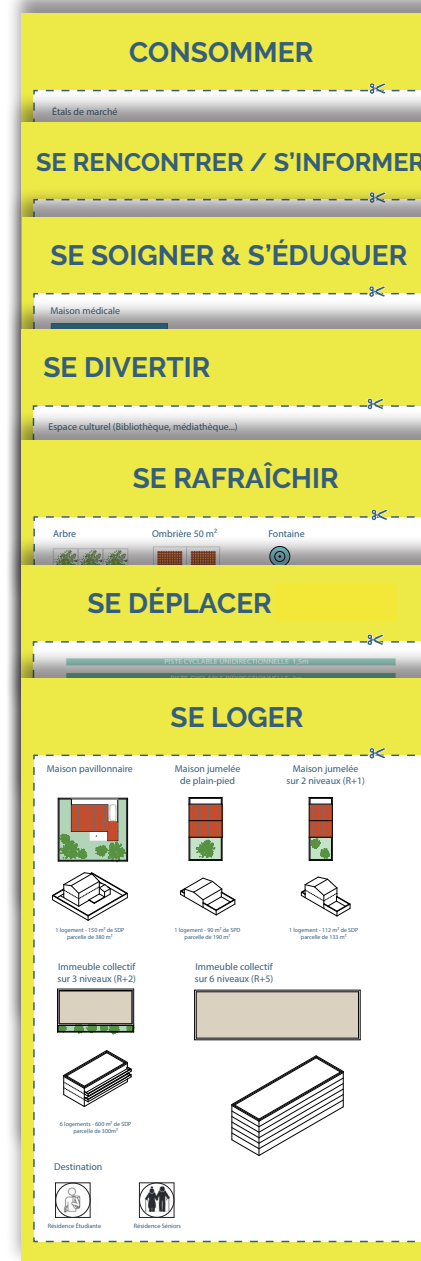 CONSOMMER
Étals de marché
SE RENCONTRER / S'INFORMER
SE SOIGNER & S'ÉDUQUER
Maison médicale
SE DIVERTIR
Espace culturel (Bibliothèque, médiathèque...)
SE RAFRAÎCHIR
Arbre Ombrière 50 m² Fontaine
SE DÉPLACER
PISTE CYCLABLE UNIDIRECTIONNELLE 1,5m
SE LOGER
Maison pavillonnaire Maison jumelée Maison jumelée
de plain-pied sur 2 niveaux (R+1)
1 logement - 150 m² de SDP 1 logement - 90 m² de SPD 1 logement - 112 m² de SDP
parcelle de 380 m² parcelle de 190 m² parcelle de 133 m²
Immeuble collectif Immeuble collectif
sur 3 niveaux (R+2) sur 6 niveaux (R+5)
6 logements - 600 m² de SDP
parcelle de 300m²
Destination
Résidence Étudiante Résidence Séniors